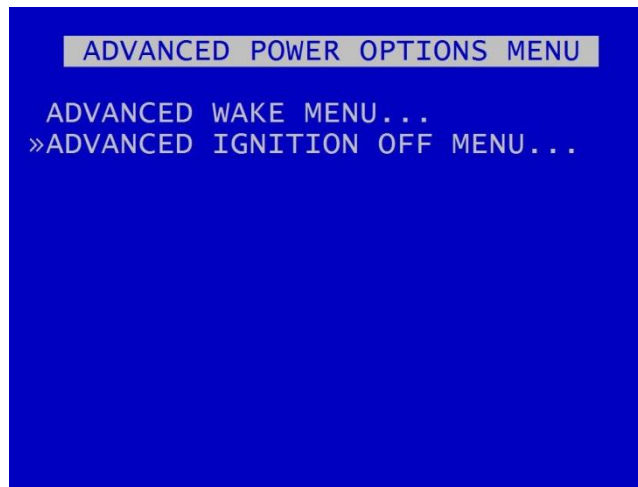 ADVANCED POWER OPTIONS MENU
ADVANCED WAKE MENU...
»ADVANCED IGNITION OFF MENU...